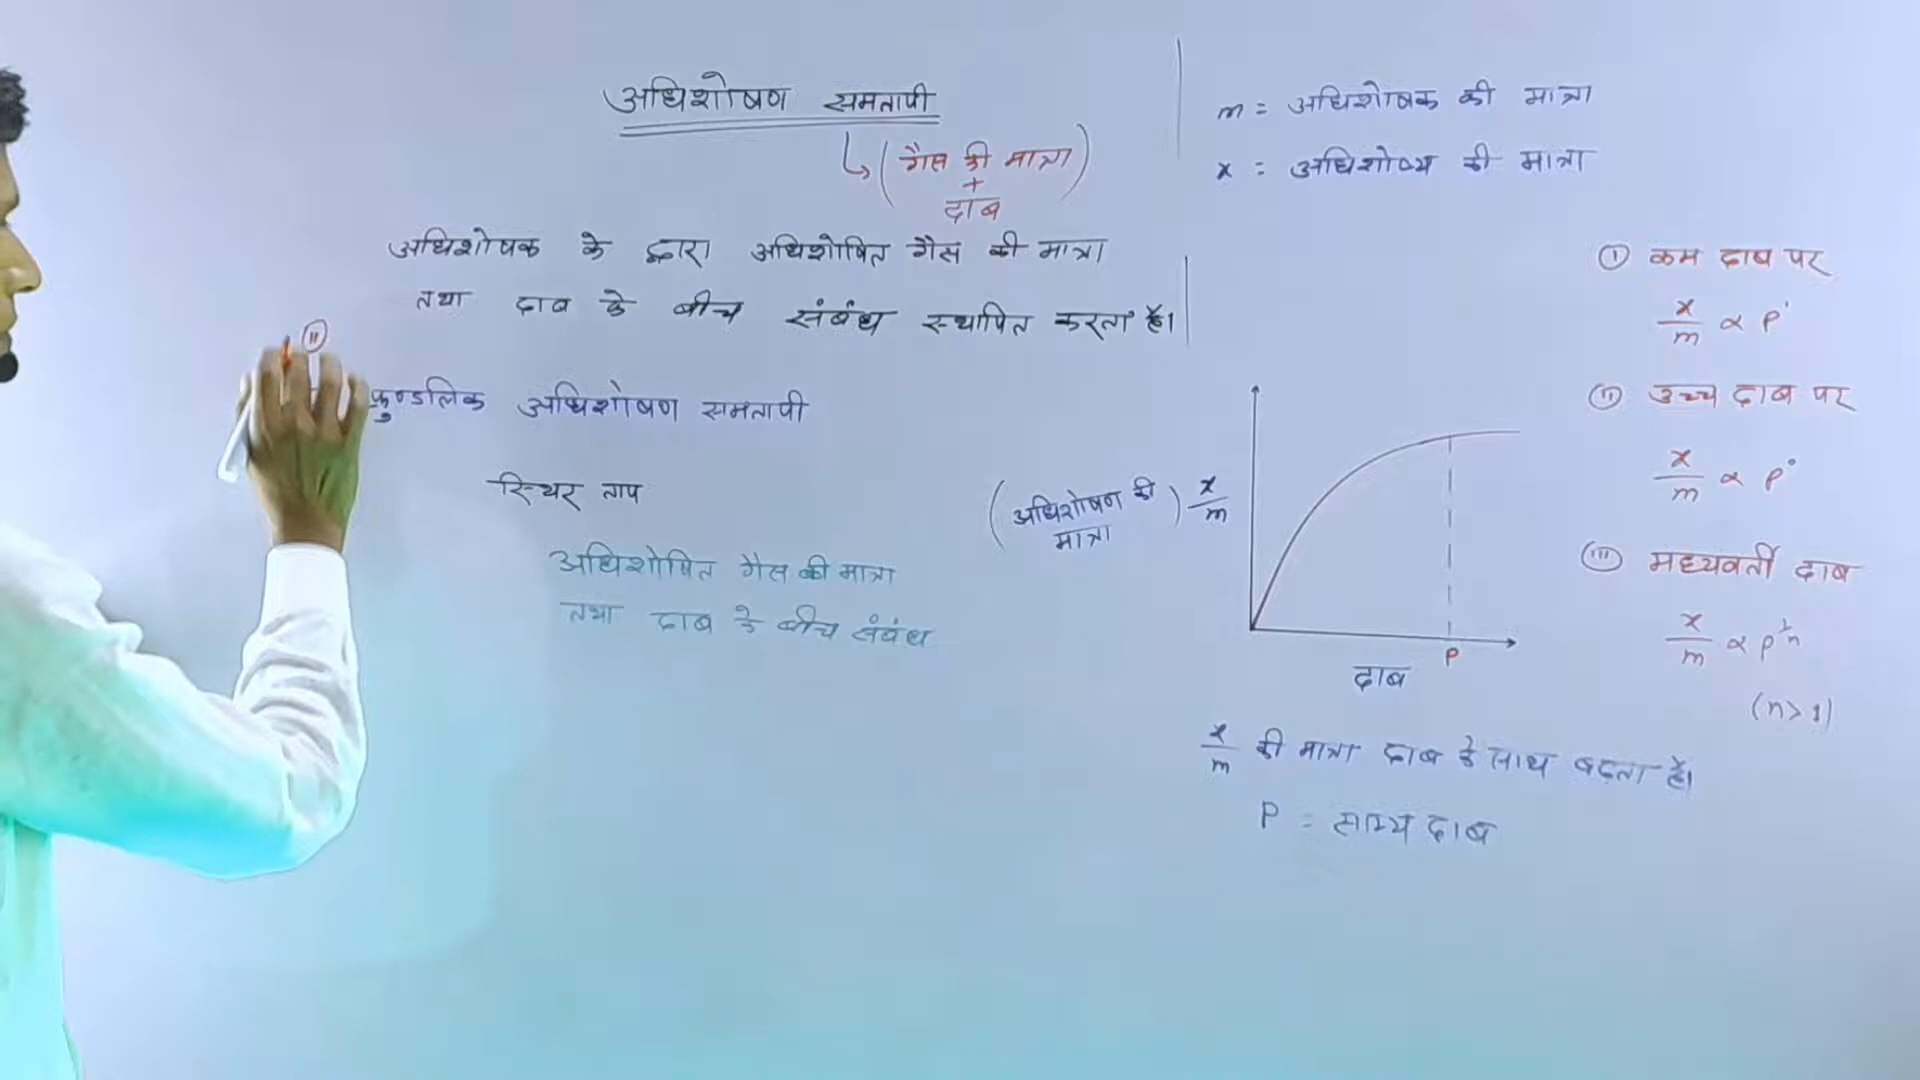 अधिशोषण समतापी
↳ (गैस की मात्रा
+
दाब)
अधिशोषक के द्वारा अधिशोषित गैस की मात्रा
तथा दाब के बीच संबंध स्थापित करता है।
(ii)
कुण्डलिक अधिशोषण समतापी
स्थिर ताप
अधिशोषित गैस की मात्रा
तथा दाब के बीच संबंध
m = अधिशोषक की मात्रा
x = अधिशोष्य की मात्रा
(अधिशोषण की मात्रा) x/m
P
दाब
x/m की मात्रा दाब के साथ बढ़ता है।
P = साम्य दाब
(i) कम दाब पर
x/m ∝ P¹
(ii) उच्च दाब पर
x/m ∝ P⁰
(iii) मध्यवर्ती दाब
x/m ∝ P^1/n
(n > 1)